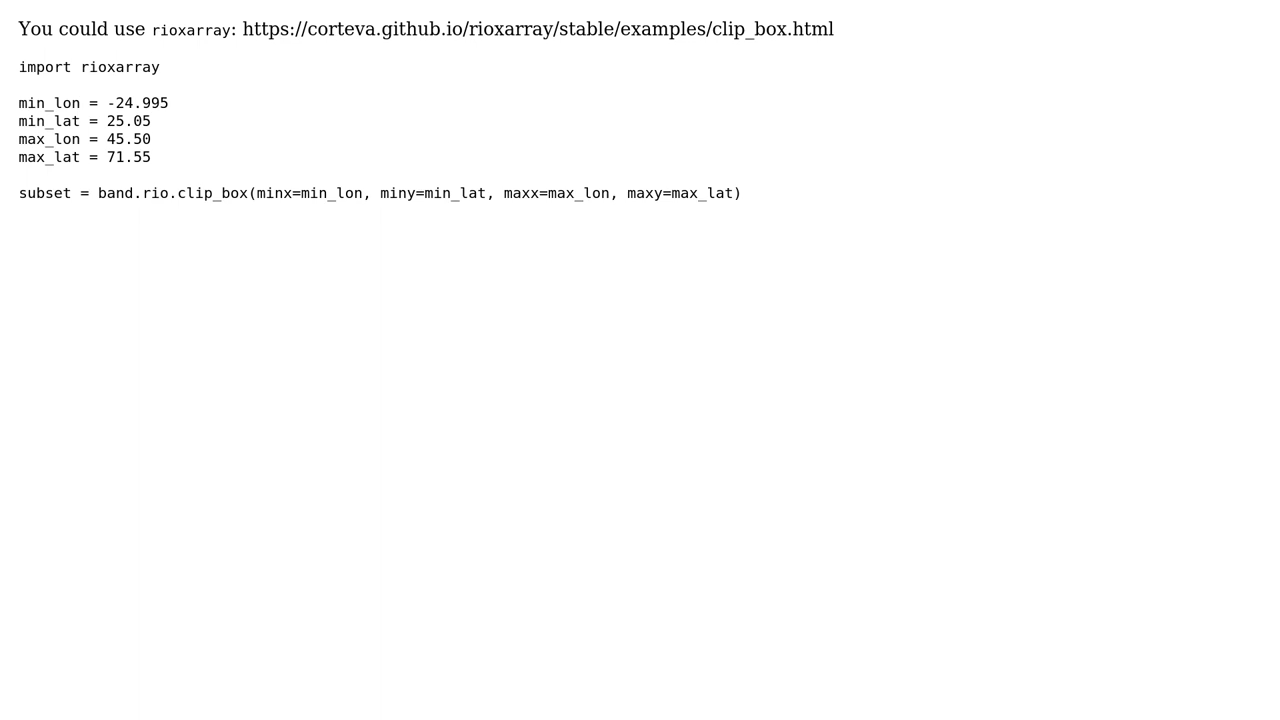 You could use rioxarray: https://corteva.github.io/rioxarray/stable/examples/clip_box.html
import rioxarray
min_lon = -24.995
min_lat = 25.05
max_lon = 45.50
max_lat = 71.55
subset = band.rio.clip_box(minx=min_lon, miny=min_lat, maxx=max_lon, maxy=max_lat)